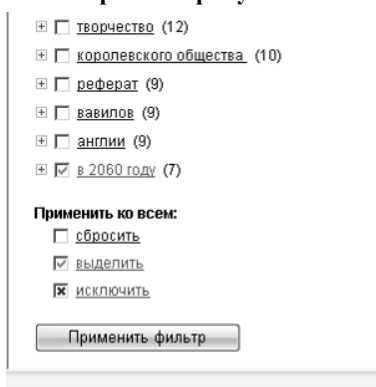 творчество (12)
королевского общества (10)
реферат (9)
вавилов (9)
англии (9)
в 2060 году (7)
Применить ко всем:
сбросить
выделить
исключить
Применить фильтр